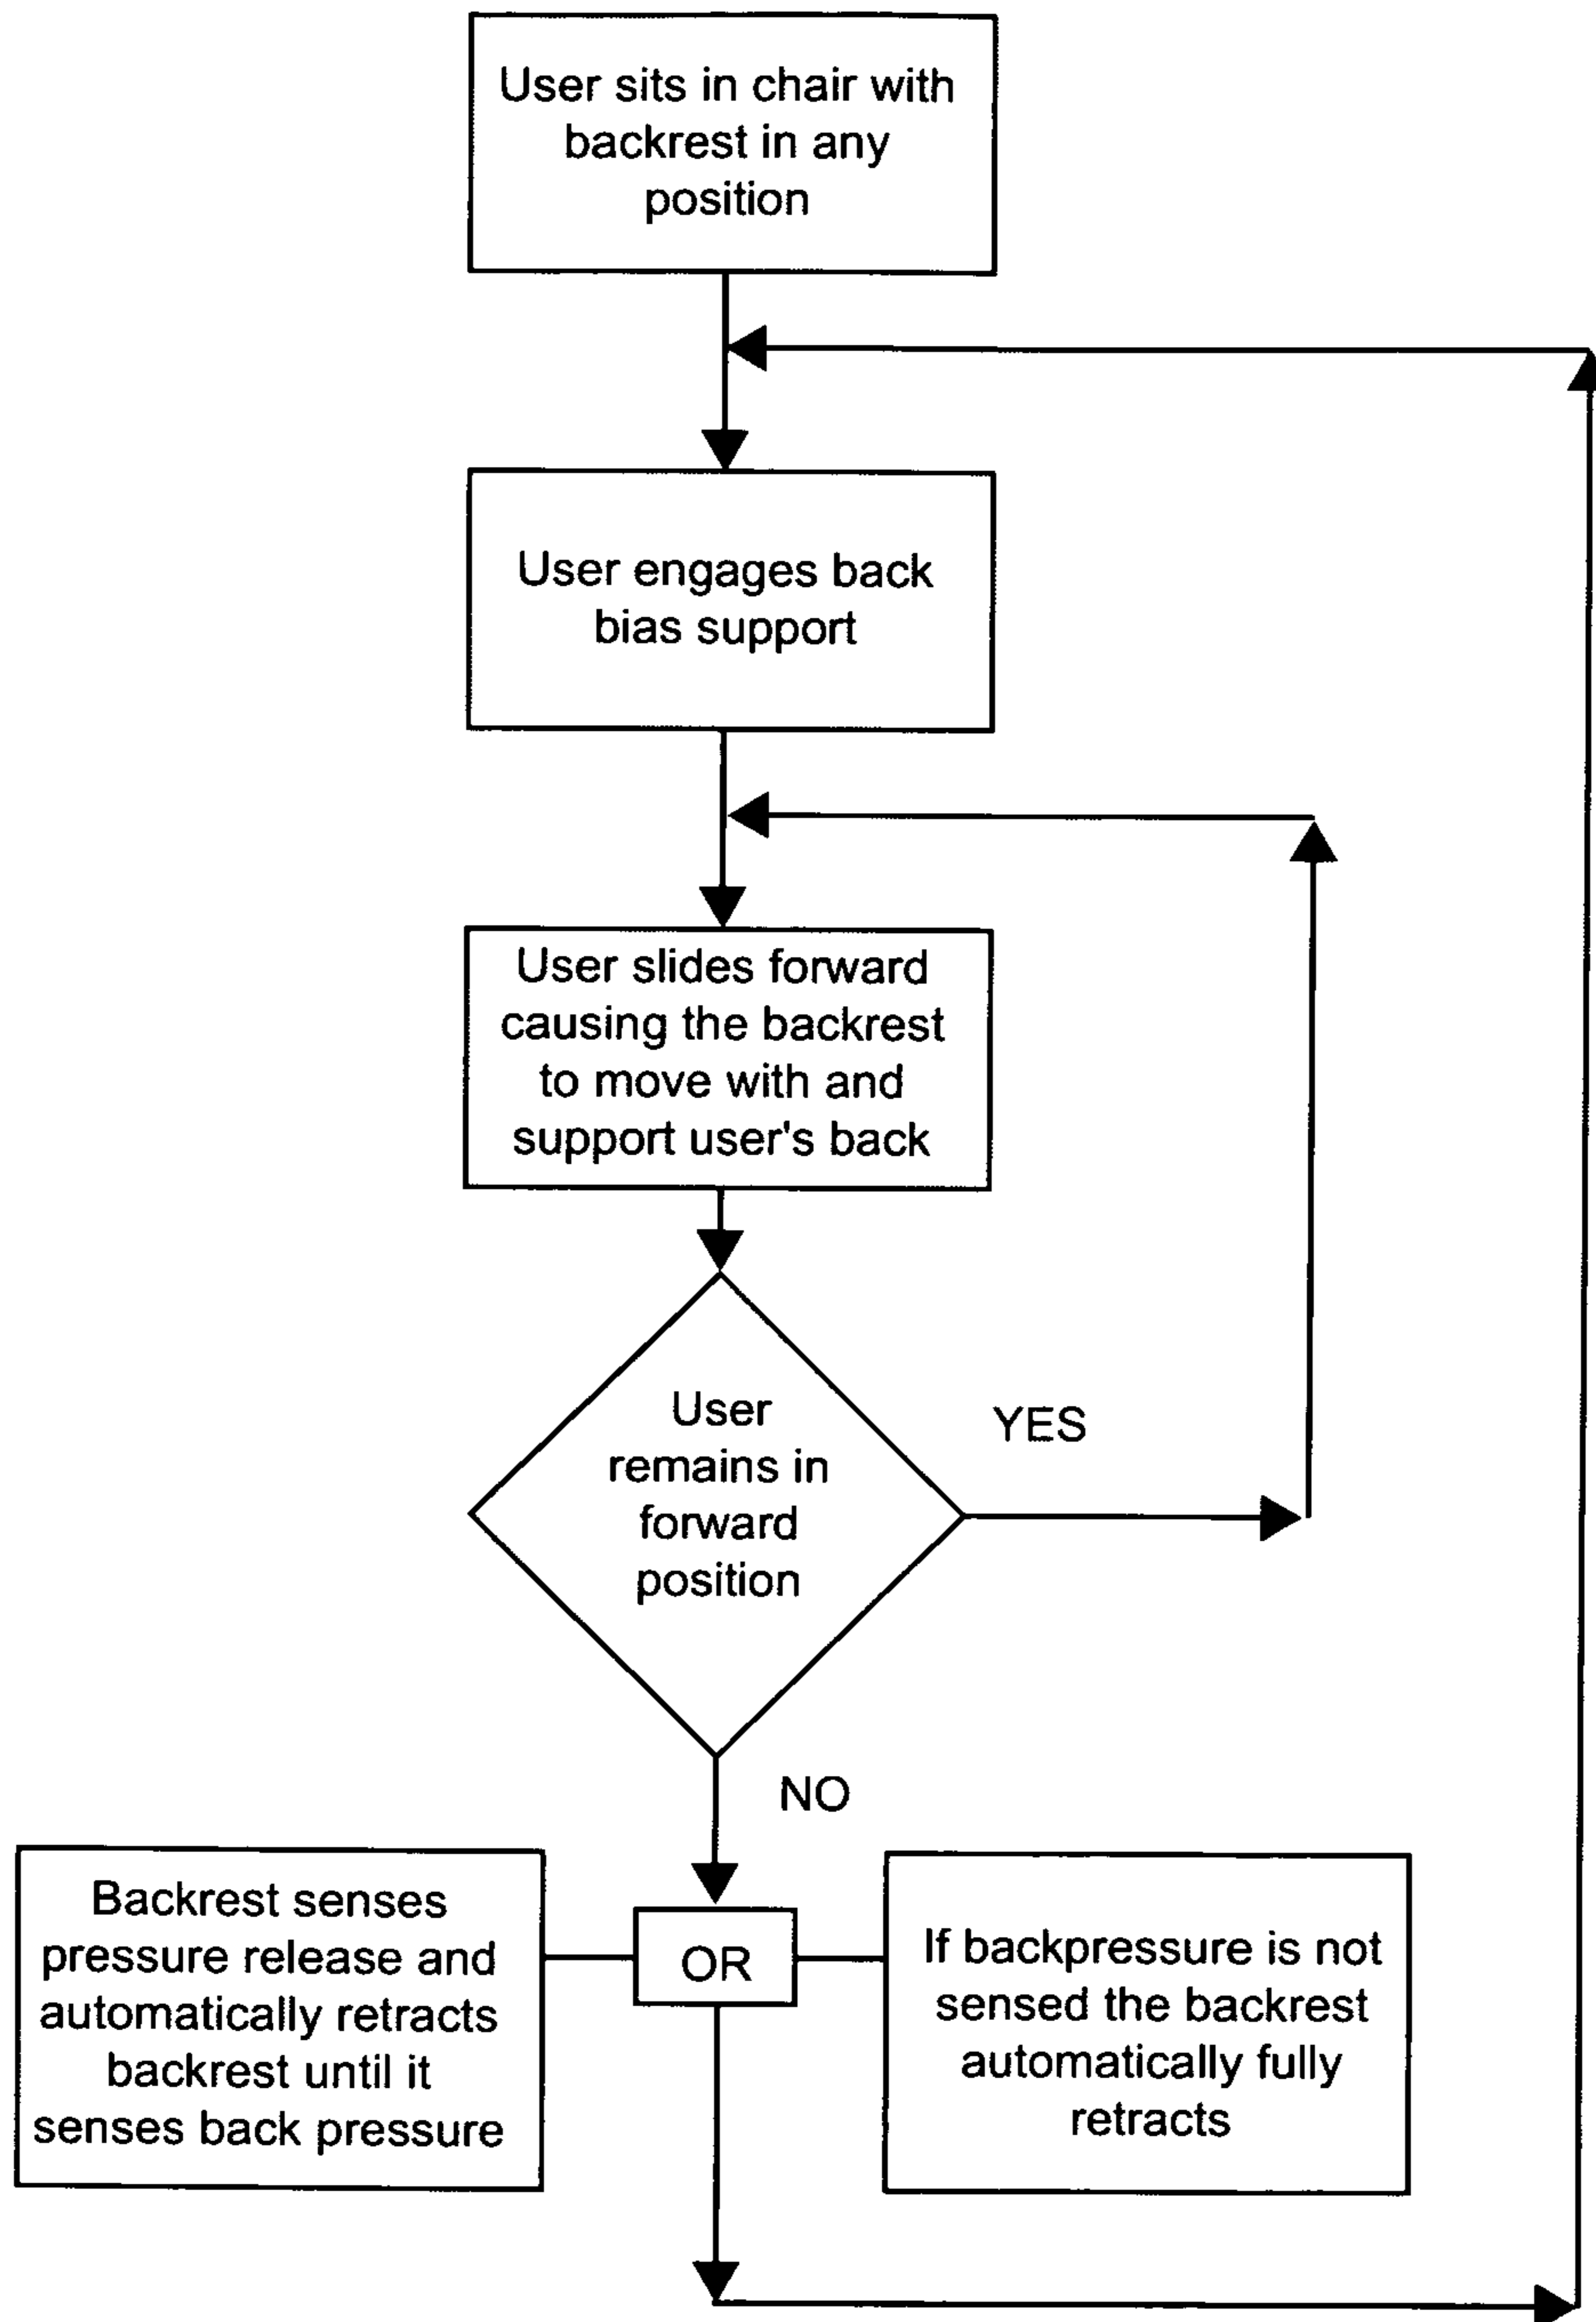 User sits in chair with
backrest in any
position
User engages back
bias support
User slides forward
causing the backrest
to move with and
support user's back
User
remains in
forward
position
YES
NO
Backrest senses
pressure release and
automatically retracts
backrest until it
senses back pressure
OR
If backpressure is not
sensed the backrest
automatically fully
retracts